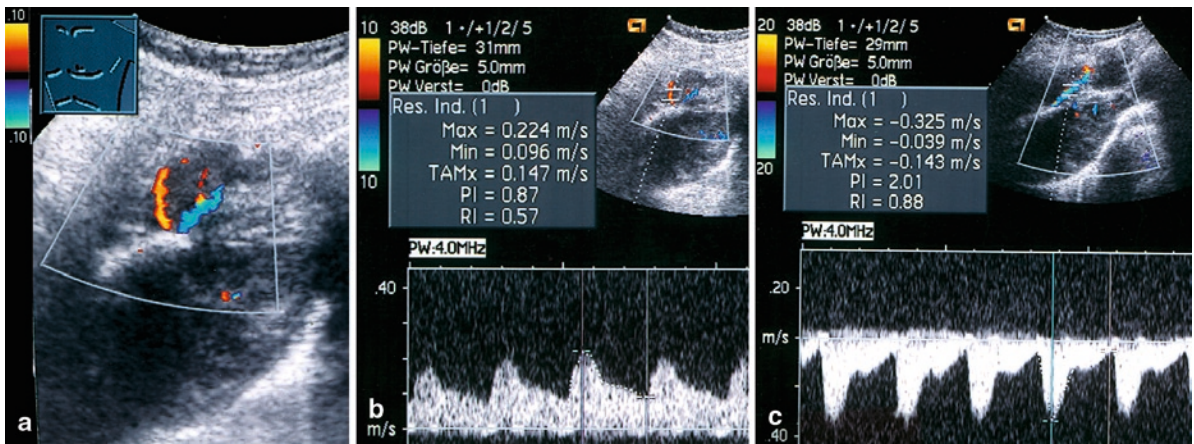 .10
.10
a
10
10
38dB 1 ·/+1/2/ 5
PW-Tiefe= 31mm
PW Größe= 5.0mm
PW Verst= 0dB
Res. Ind. (1 )
Max = 0.224 m/s
Min = 0.096 m/s
TAMx = 0.147 m/s
PI = 0.87
RI = 0.57
PW:4.0MHz
.40
m/s
b
20
20
38dB 1 ·/+1/2/ 5
PW-Tiefe= 29mm
PW Größe= 5.0mm
PW Verst= 0dB
Res. Ind. (1 )
Max = -0.325 m/s
Min = -0.039 m/s
TAMx = -0.143 m/s
PI = 2.01
RI = 0.88
PW:4.0MHz
.20
m/s
.40
c